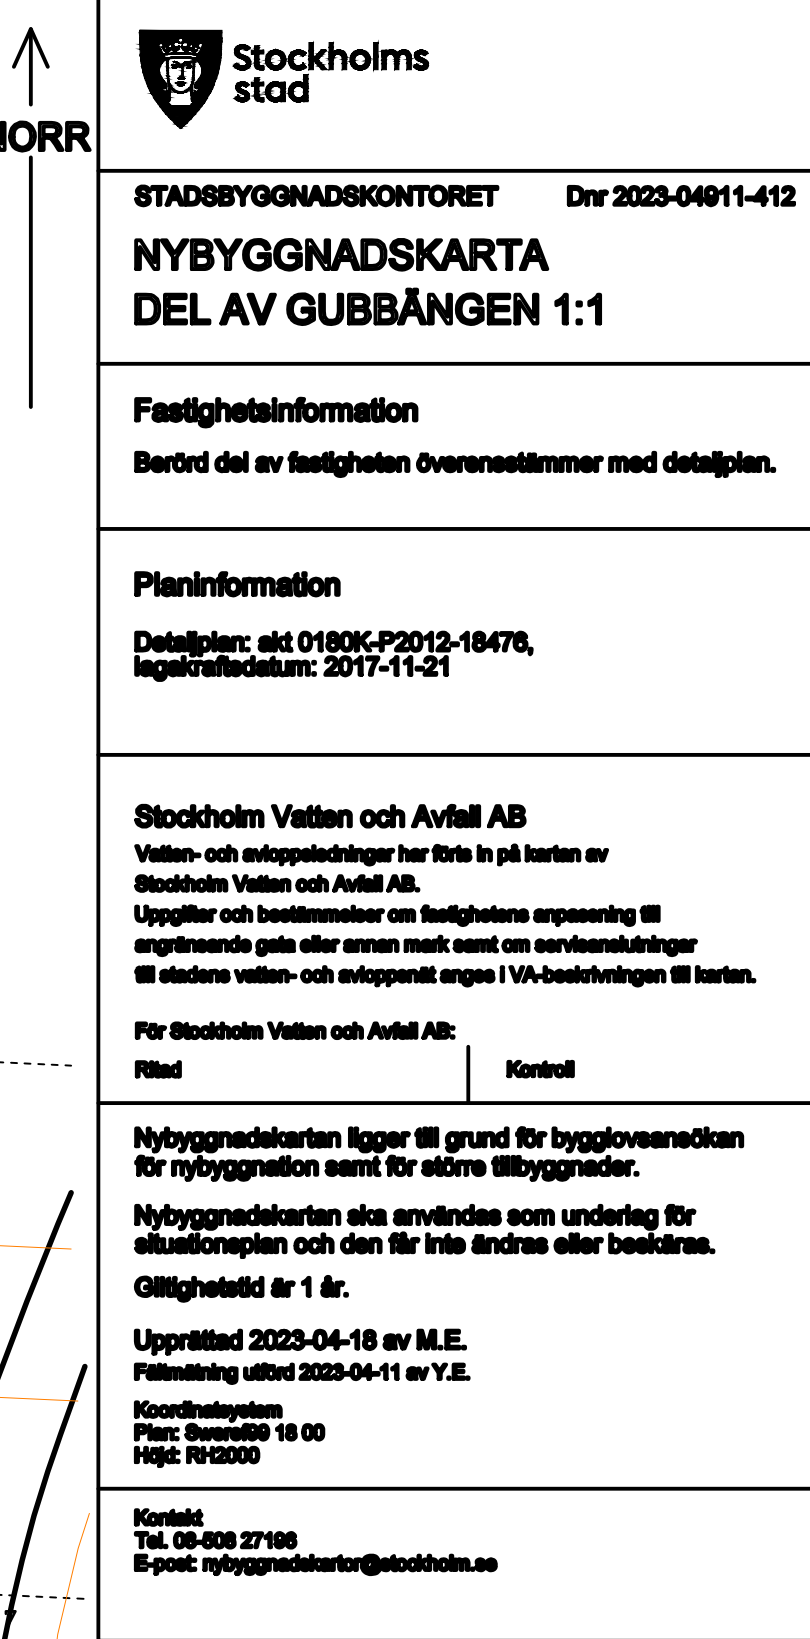 Stockholms
stad
NORR
STADSBYGGNADSKONTORET Dnr 2023-04911-412
NYBYGGNADSKARTA
DEL AV GUBBÄNGEN 1:1
Fastighetsinformation
Berörd del av fastigheten överensstämmer med detaljplan.
Planinformation
Detaljplan: akt 0180K-P2012-18476,
lagakraftsdatum: 2017-11-21
Stockholm Vatten och Avfall AB
Vatten- och avloppsledningar har förts in på kartan av
Stockholm Vatten och Avfall AB.
Uppgifter och bestämmelser om fastighetens anpassning till
angränsande gata eller annan mark samt om servisanslutningar
till stadens vatten- och avloppsnät anges i VA-beskrivningen till kartan.
För Stockholm Vatten och Avfall AB:
Ritad Kontroll
Nybyggnadskartan ligger till grund för bygglovsansökan
för nybyggnation samt för större tillbyggnader.
Nybyggnadskartan ska användas som underlag för
situationsplan och den får inte ändras eller beskäras.
Giltighetstid är 1 år.
Upprättad 2023-04-18 av M.E.
Fältmätning utförd 2023-04-11 av Y.E.
Koordinatsystem
Plan: Sweref99 18 00
Höjd: RH2000
Kontakt
Tel. 08-508 27196
E-post: nybyggnadskartor@stockholm.se
7